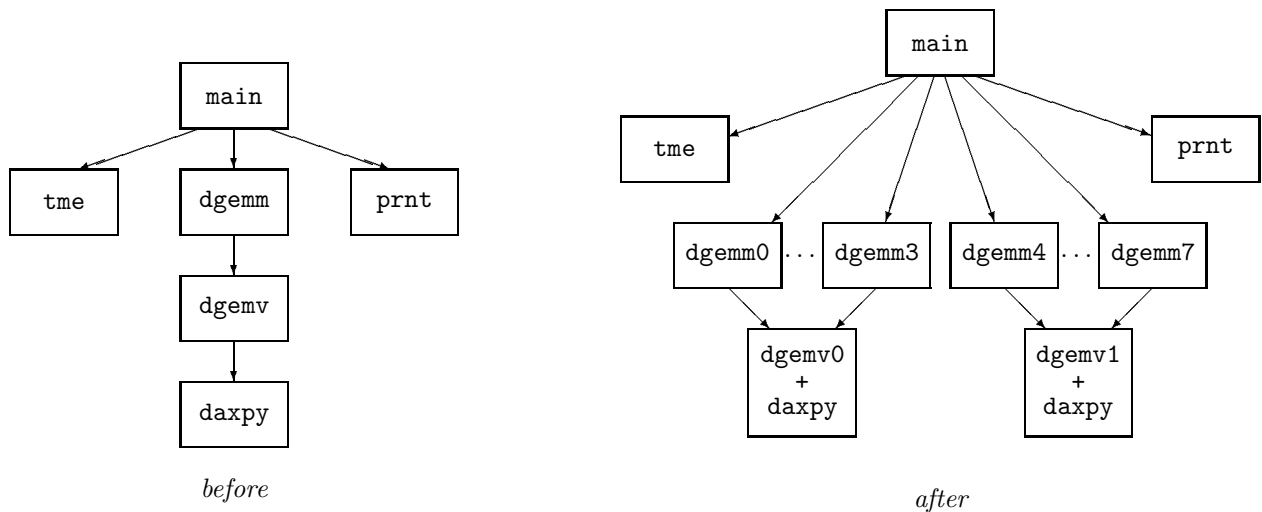 main
tme
dgemm
prnt
dgemv
daxpy
before
main
tme
prnt
dgemm0
...
dgemm3
dgemm4
...
dgemm7
dgemv0
+
daxpy
dgemv1
+
daxpy
after